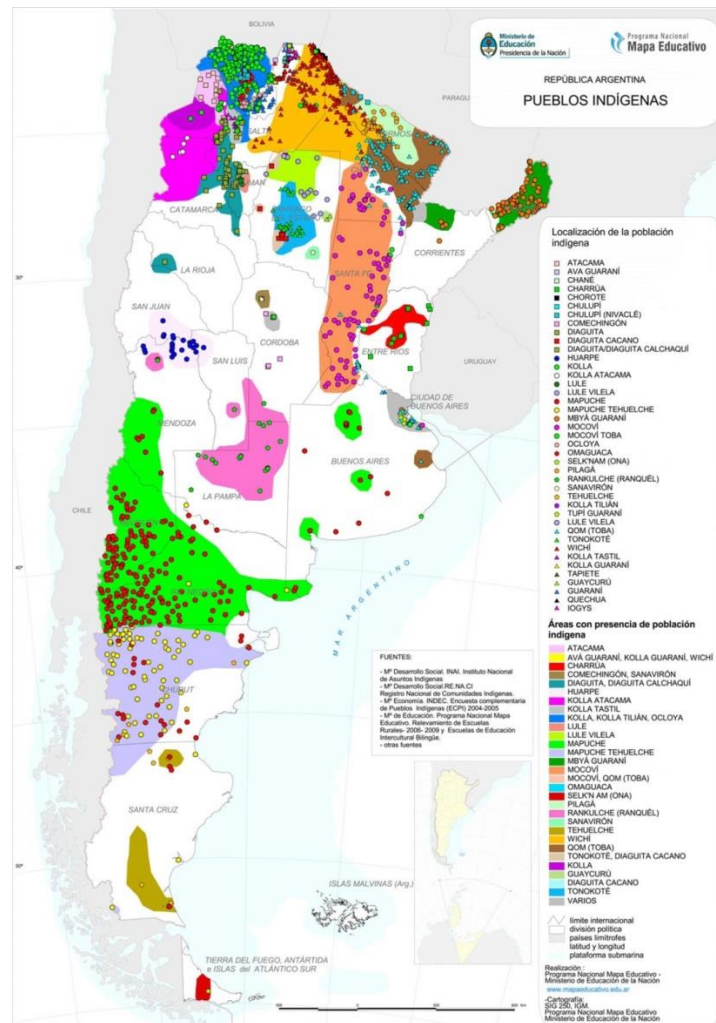 BOLIVIA
Ministerio de
Educación
Presidencia de la Nación
Programa Nacional
Mapa Educativo
REPÚBLICA ARGENTINA
PUEBLOS INDÍGENAS
CATAMARCA
LA RIOJA
SANTA FE
CORRIENTES
30°
SAN JUAN
CORDOBA
SAN LUIS
ENTRE RÍOS
URUGUAY
CIUDAD DE
BUENOS AIRES
MENDOZA
BUENOS AIRES
LA PAMPA
CHILE
40°
MAR ARGENTINO
CHUBUT
SANTA CRUZ
50°
ISLAS MALVINAS (Arg.)
TIERRA DEL FUEGO, ANTÁRTIDA
e ISLAS del ATLÁNTICO SUR
FUENTES:
- Mº Desarrollo Social. INAI, Instituto Nacional
de Asuntos Indígenas
- Mº Desarrollo Social.RE.NA.CI
Registro Nacional de Comunidades Indígenas.
- Mº Economía. INDEC. Encuesta complementaria
de Pueblos Indígenas (ECPI) 2004-2005
- Mº de Educación. Programa Nacional Mapa
Educativo. Relevamiento de Escuelas
Rurales- 2006- 2009 y Escuelas de Educación
Intercultural Bilingüe.
- otras fuentes
Localización de la población
indígena
ATACAMA
AVA GUARANÍ
CHANÉ
CHARRÚA
CHOROTE
CHULUPÍ
CHULUPÍ (NIVACLÉ)
COMECHINGÓN
DIAGUITA
DIAGUITA CACANO
DIAGUITA/DIAGUITA CALCHAQUÍ
HUARPE
KOLLA
KOLLA ATACAMA
LULE
LULE VILELA
MAPUCHE
MAPUCHE TEHUELCHE
MBYÁ GUARANÍ
MOCOVÍ
MOCOVÍ TOBA
OCLOYA
OMAGUACA
SELK'NAM (ONA)
PILAGÁ
RANKULCHE (RANQUÉL)
SANAVIRÓN
TEHUELCHE
KOLLA TILIÁN
TUPÍ GUARANÍ
LULE VILELA
QOM (TOBA)
TONOKOTÉ
WICHÍ
KOLLA TASTIL
KOLLA GUARANÍ
TAPIETE
GUAYCURÚ
GUARANÍ
QUECHUA
IOGYS
Áreas con presencia de población
indígena
ATACAMA
AVÁ GUARANÍ, KOLLA GUARANÍ, WICHÍ
CHARRÚA
COMECHINGÓN, SANAVIRÓN
DIAGUITA, DIAGUITA CALCHAQUÍ
HUARPE
KOLLA ATACAMA
KOLLA TASTIL
KOLLA, KOLLA TILIÁN, OCLOYA
LULE
LULE VILELA
MAPUCHE
MAPUCHE TEHUELCHE
MBYÁ GUARANÍ
MOCOVÍ
MOCOVÍ, QOM (TOBA)
OMAGUACA
SELK'N AM (ONA)
PILAGÁ
RANKULCHE (RANQUÉL)
SANAVIRÓN
TEHUELCHE
WICHÍ
QOM (TOBA)
TONOKOTÉ, DIAGUITA CACANO
KOLLA
GUAYCURÚ
DIAGUITA CACANO
TONOKOTÉ
VARIOS
límite internacional
división política
países limítrofes
latitud y longitud
plataforma submarina
Realización :
Programa Nacional Mapa Educativo -
Ministerio de Educación de la Nación
www.mapaeducativo.edu.ar
-Cartografía:
SIG 250, IGM.
Programa Nacional Mapa Educativo
Ministerio de Educación de la Nación